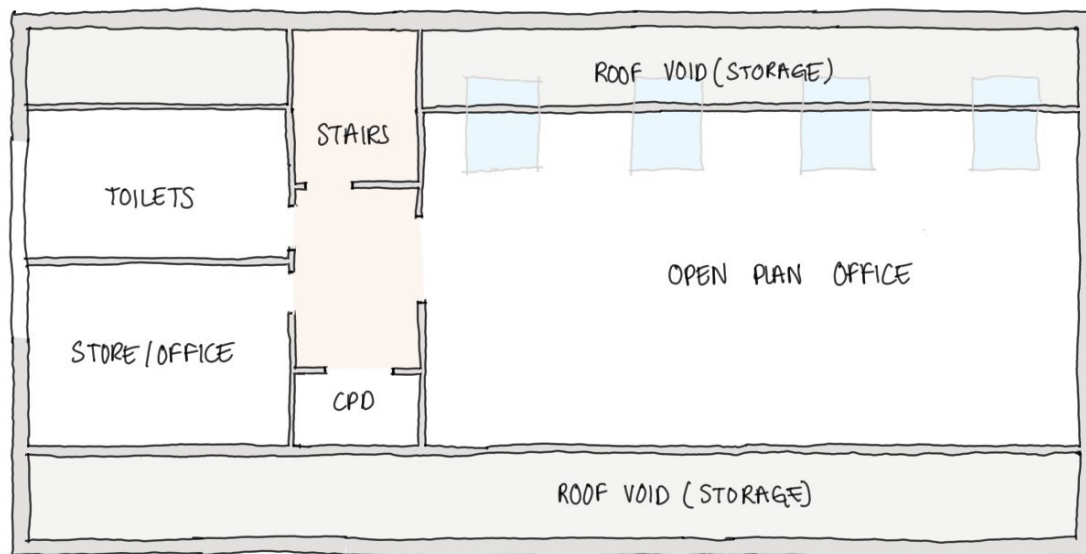 ROOF VOID (STORAGE)
STAIRS
TOILETS
OPEN PLAN OFFICE
STORE/OFFICE
CPD
ROOF VOID (STORAGE)